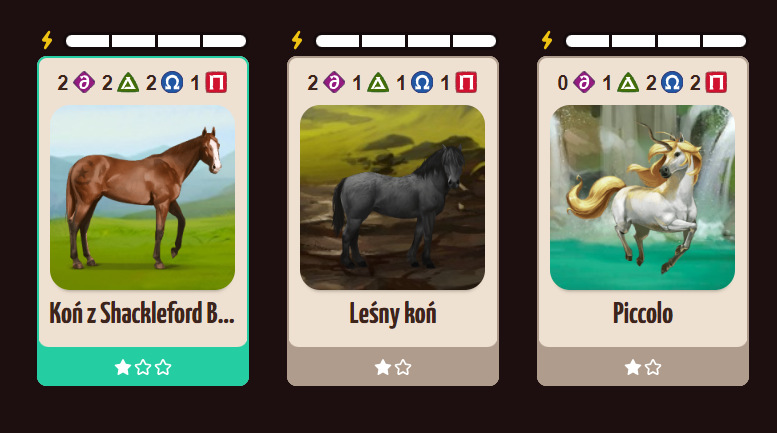 2 ∂ 2 Δ 2 Ω 1 Π
2 ∂ 1 Δ 1 Ω 1 Π
0 ∂ 1 Δ 2 Ω 2 Π
Koń z Shackleford B...
Leśny koń
Piccolo